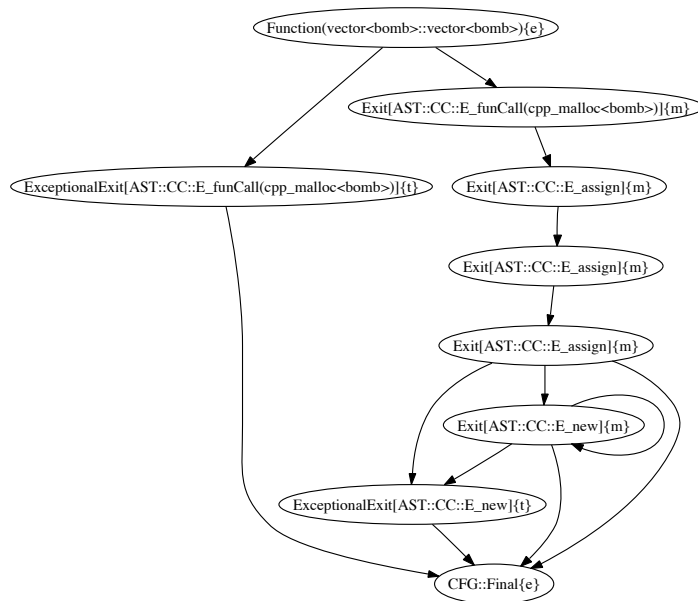 Function(vector<bomb>::vector<bomb>){e}
Exit[AST::CC::E_funCall(cpp_malloc<bomb>)]{m}
ExceptionalExit[AST::CC::E_funCall(cpp_malloc<bomb>)]{t}
Exit[AST::CC::E_assign]{m}
Exit[AST::CC::E_assign]{m}
Exit[AST::CC::E_assign]{m}
Exit[AST::CC::E_new]{m}
ExceptionalExit[AST::CC::E_new]{t}
CFG::Final{e}